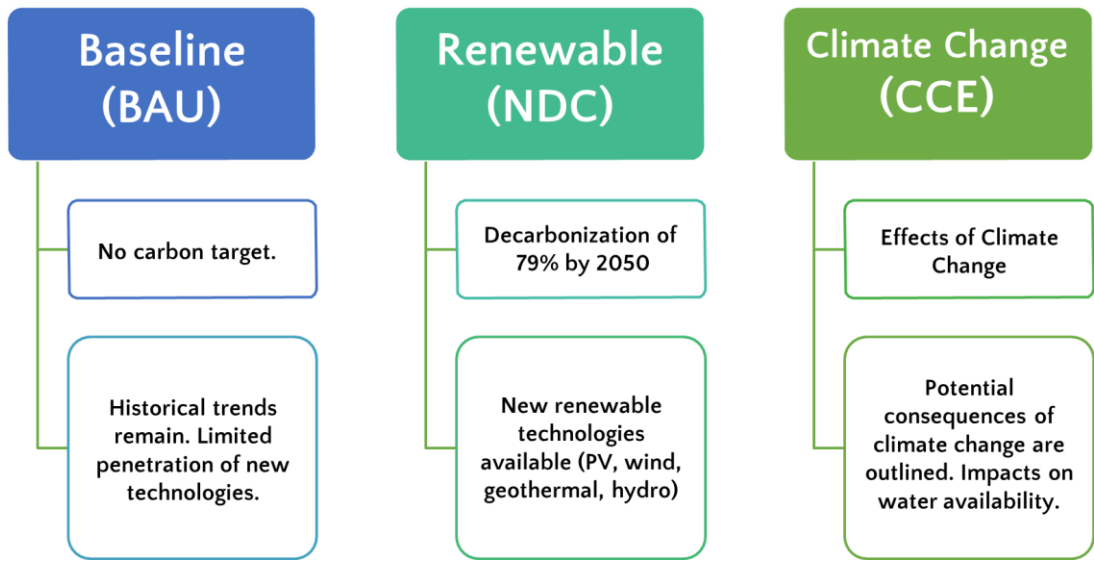 Baseline
(BAU)
No carbon target.
Historical trends
remain. Limited
penetration of new
technologies.
Renewable
(NDC)
Decarbonization of
79% by 2050
New renewable
technologies
available (PV, wind,
geothermal, hydro)
Climate Change
(CCE)
Effects of Climate
Change
Potential
consequences of
climate change are
outlined. Impacts on
water availability.